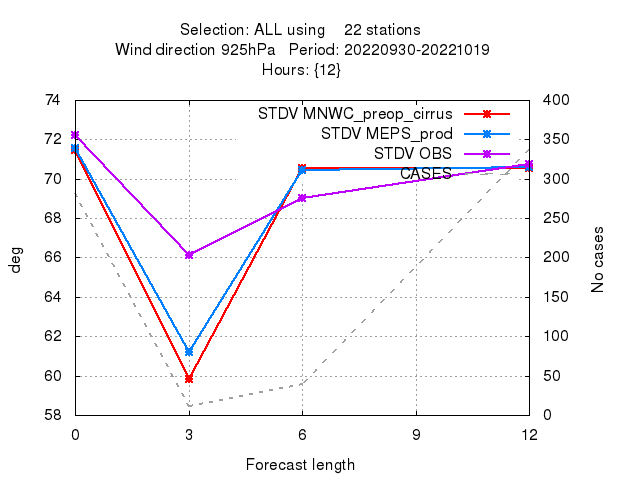 Selection: ALL using 22 stations
Wind direction 925hPa Period: 20220930-20221019
Hours: {12}
74 400
STDV MNWC_preop_cirrus
72 350
STDV MEPS_prod
STDV OBS
70 300
CASES
68 250
66 200
64 150
62 100
60 50
58 0
deg
No cases
0 3 6 9 12
Forecast length